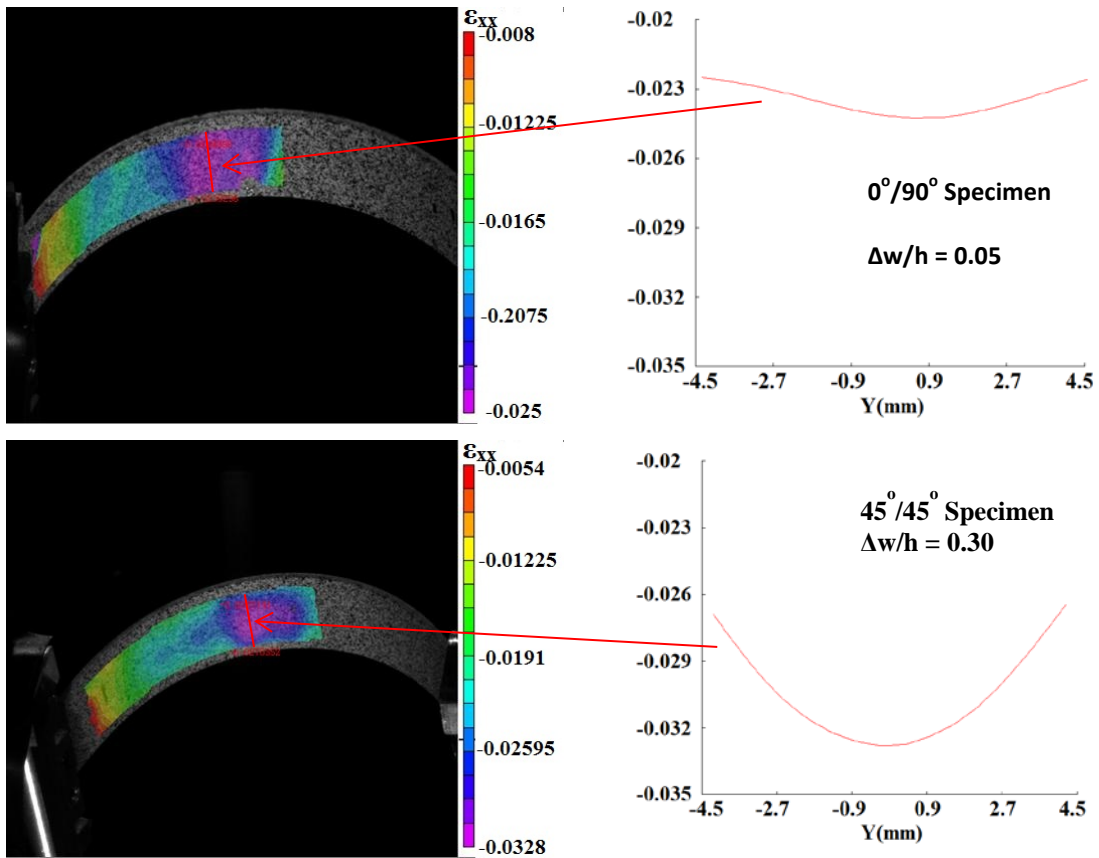 εXX
-0.008
-0.01225
-0.0165
-0.2075
-0.025
-0.02
-0.023
-0.026
-0.029
-0.032
-0.035
-4.5 -2.7 -0.9 0.9 2.7 4.5
Y(mm)
0°/90° Specimen
Δw/h = 0.05
εXX
-0.0054
-0.01225
-0.0191
-0.02595
-0.0328
-0.02
-0.023
-0.026
-0.029
-0.032
-0.035
-4.5 -2.7 -0.9 0.9 2.7 4.5
Y(mm)
45°/45° Specimen
Δw/h = 0.30